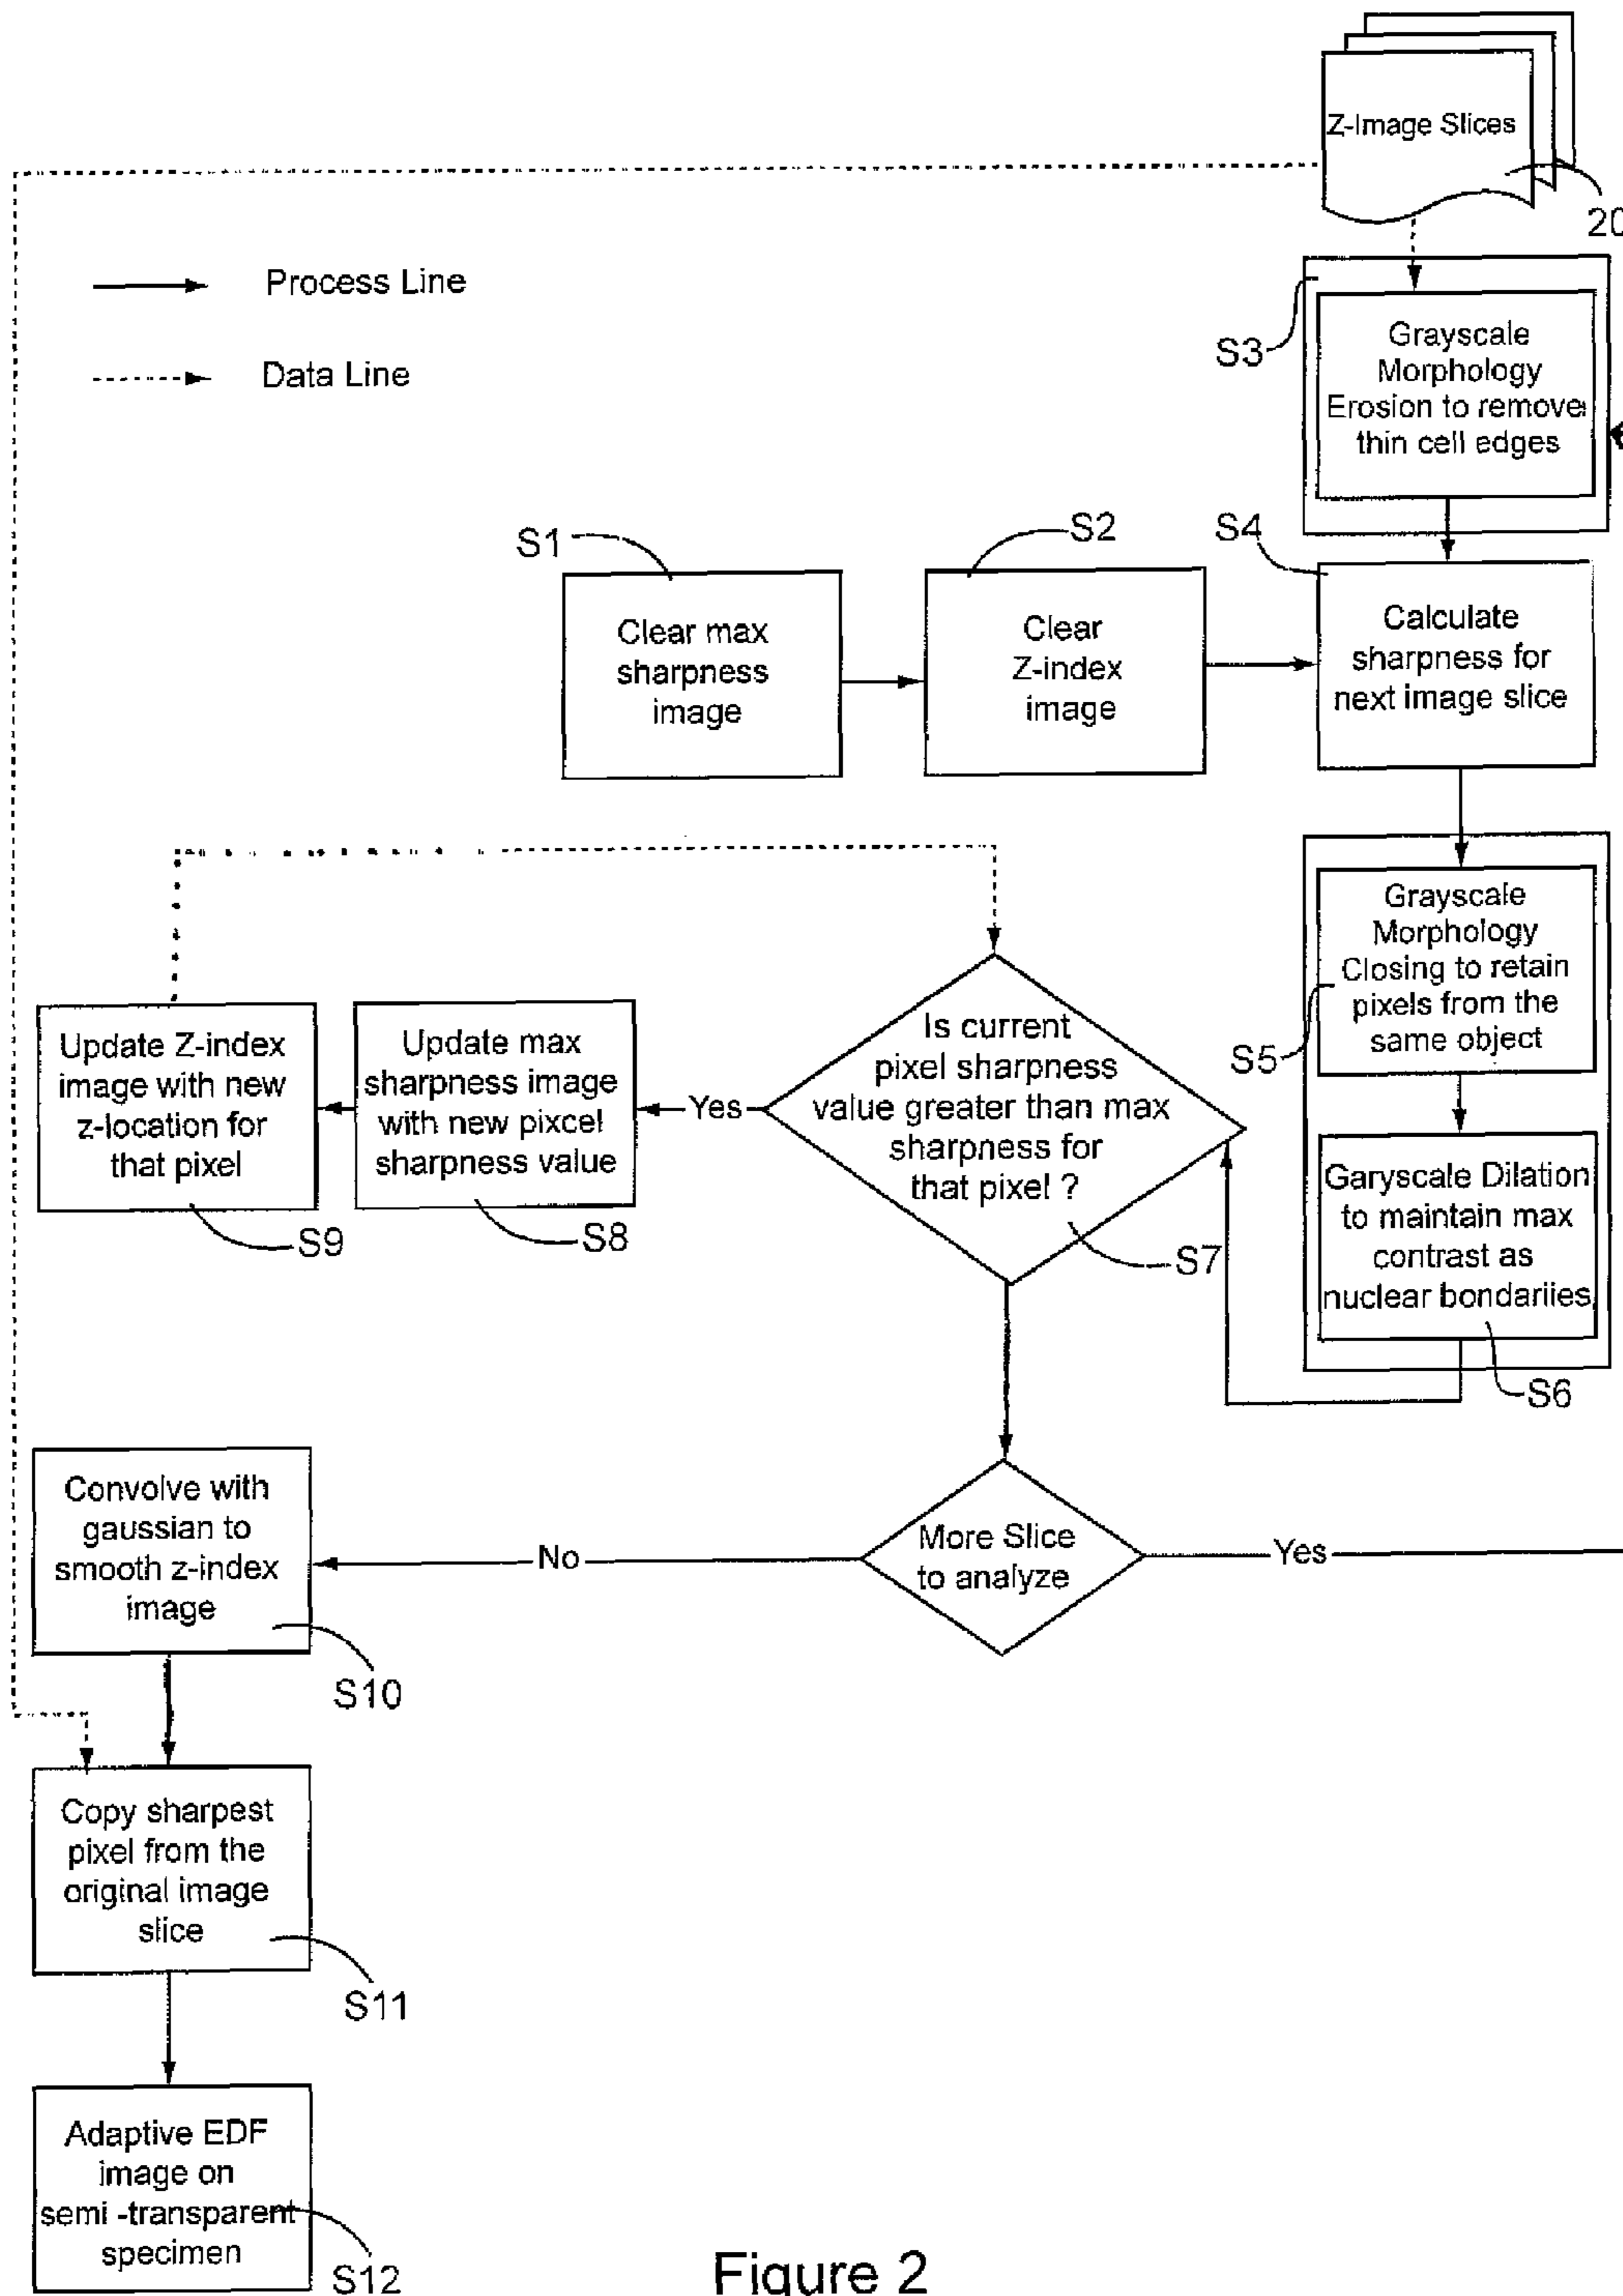 Z-Image Slices
20
Process Line
Data Line
S3
Grayscale
Morphology
Erosion to remove
thin cell edges
S1
S2
S4
Clear max
sharpness
image
Clear
Z-index
image
Calculate
sharpness for
next image slice
Grayscale
Morphology
Closing to retain
pixels from the
same object
S5
Update Z-index
image with new
z-location for
that pixel
Update max
sharpness image
with new pixcel
sharpness value
Yes
Is current
pixel sharpness
value greater than max
sharpness for
that pixel ?
Garyscale Dilation
to maintain max
contrast as
nuclear bondariies
S9
S8
S7
S6
Convolve with
gaussian to
smooth z-index
image
No
More Slice
to analyze
Yes
S10
Copy sharpest
pixel from the
original image
slice
S11
Adaptive EDF
image on
semi -transparent
specimen
S12
Figure 2